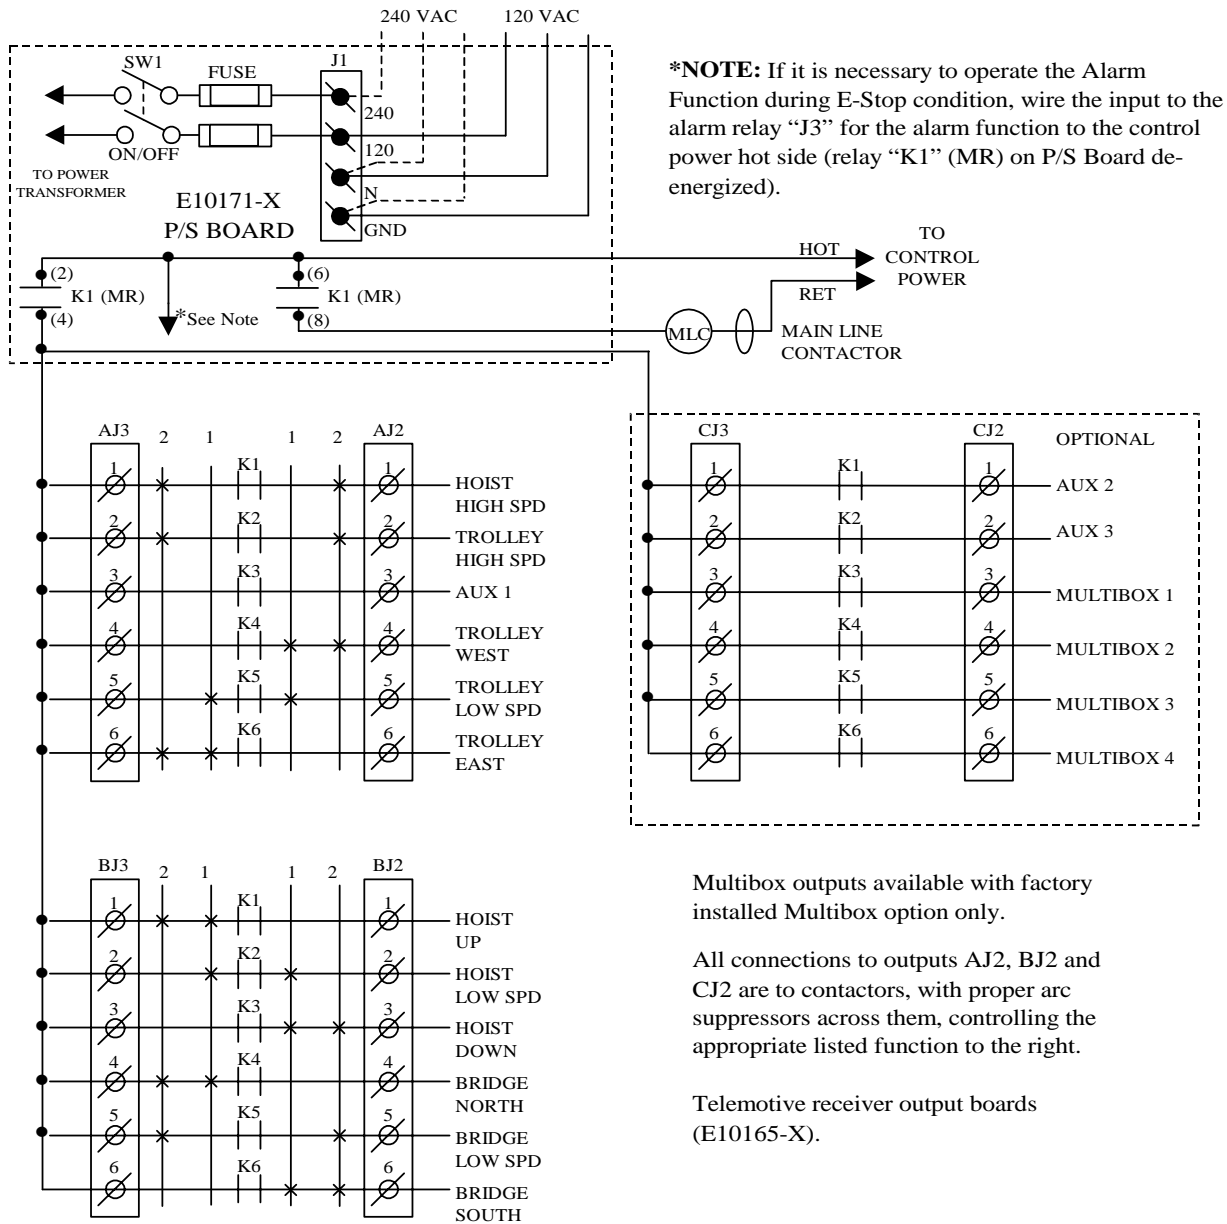 240 VAC 120 VAC
SW1 FUSE J1
240
120
N
GND
ON/OFF
TO POWER
TRANSFORMER
E10171-X
P/S BOARD
*NOTE: If it is necessary to operate the Alarm
Function during E-Stop condition, wire the input to the
alarm relay “J3” for the alarm function to the control
power hot side (relay “K1” (MR) on P/S Board de-
energized).
(2)
K1 (MR)
(4)
*See Note
(6)
K1 (MR)
(8)
HOT
RET
TO
CONTROL
POWER
MLC
MAIN LINE
CONTACTOR
AJ3 2 1 1 2 AJ2
1 K1 1 HOIST
HIGH SPD
2 K2 2 TROLLEY
HIGH SPD
3 K3 3 AUX 1
4 K4 4 TROLLEY
WEST
5 K5 5 TROLLEY
LOW SPD
6 K6 6 TROLLEY
EAST
CJ3 CJ2 OPTIONAL
1 K1 1 AUX 2
2 K2 2 AUX 3
3 K3 3 MULTIBOX 1
4 K4 4 MULTIBOX 2
5 K5 5 MULTIBOX 3
6 K6 6 MULTIBOX 4
BJ3 2 1 1 2 BJ2
1 K1 1 HOIST
UP
2 K2 2 HOIST
LOW SPD
3 K3 3 HOIST
DOWN
4 K4 4 BRIDGE
NORTH
5 K5 5 BRIDGE
LOW SPD
6 K6 6 BRIDGE
SOUTH
Multibox outputs available with factory
installed Multibox option only.
All connections to outputs AJ2, BJ2 and
CJ2 are to contactors, with proper arc
suppressors across them, controlling the
appropriate listed function to the right.
Telemotive receiver output boards
(E10165-X).